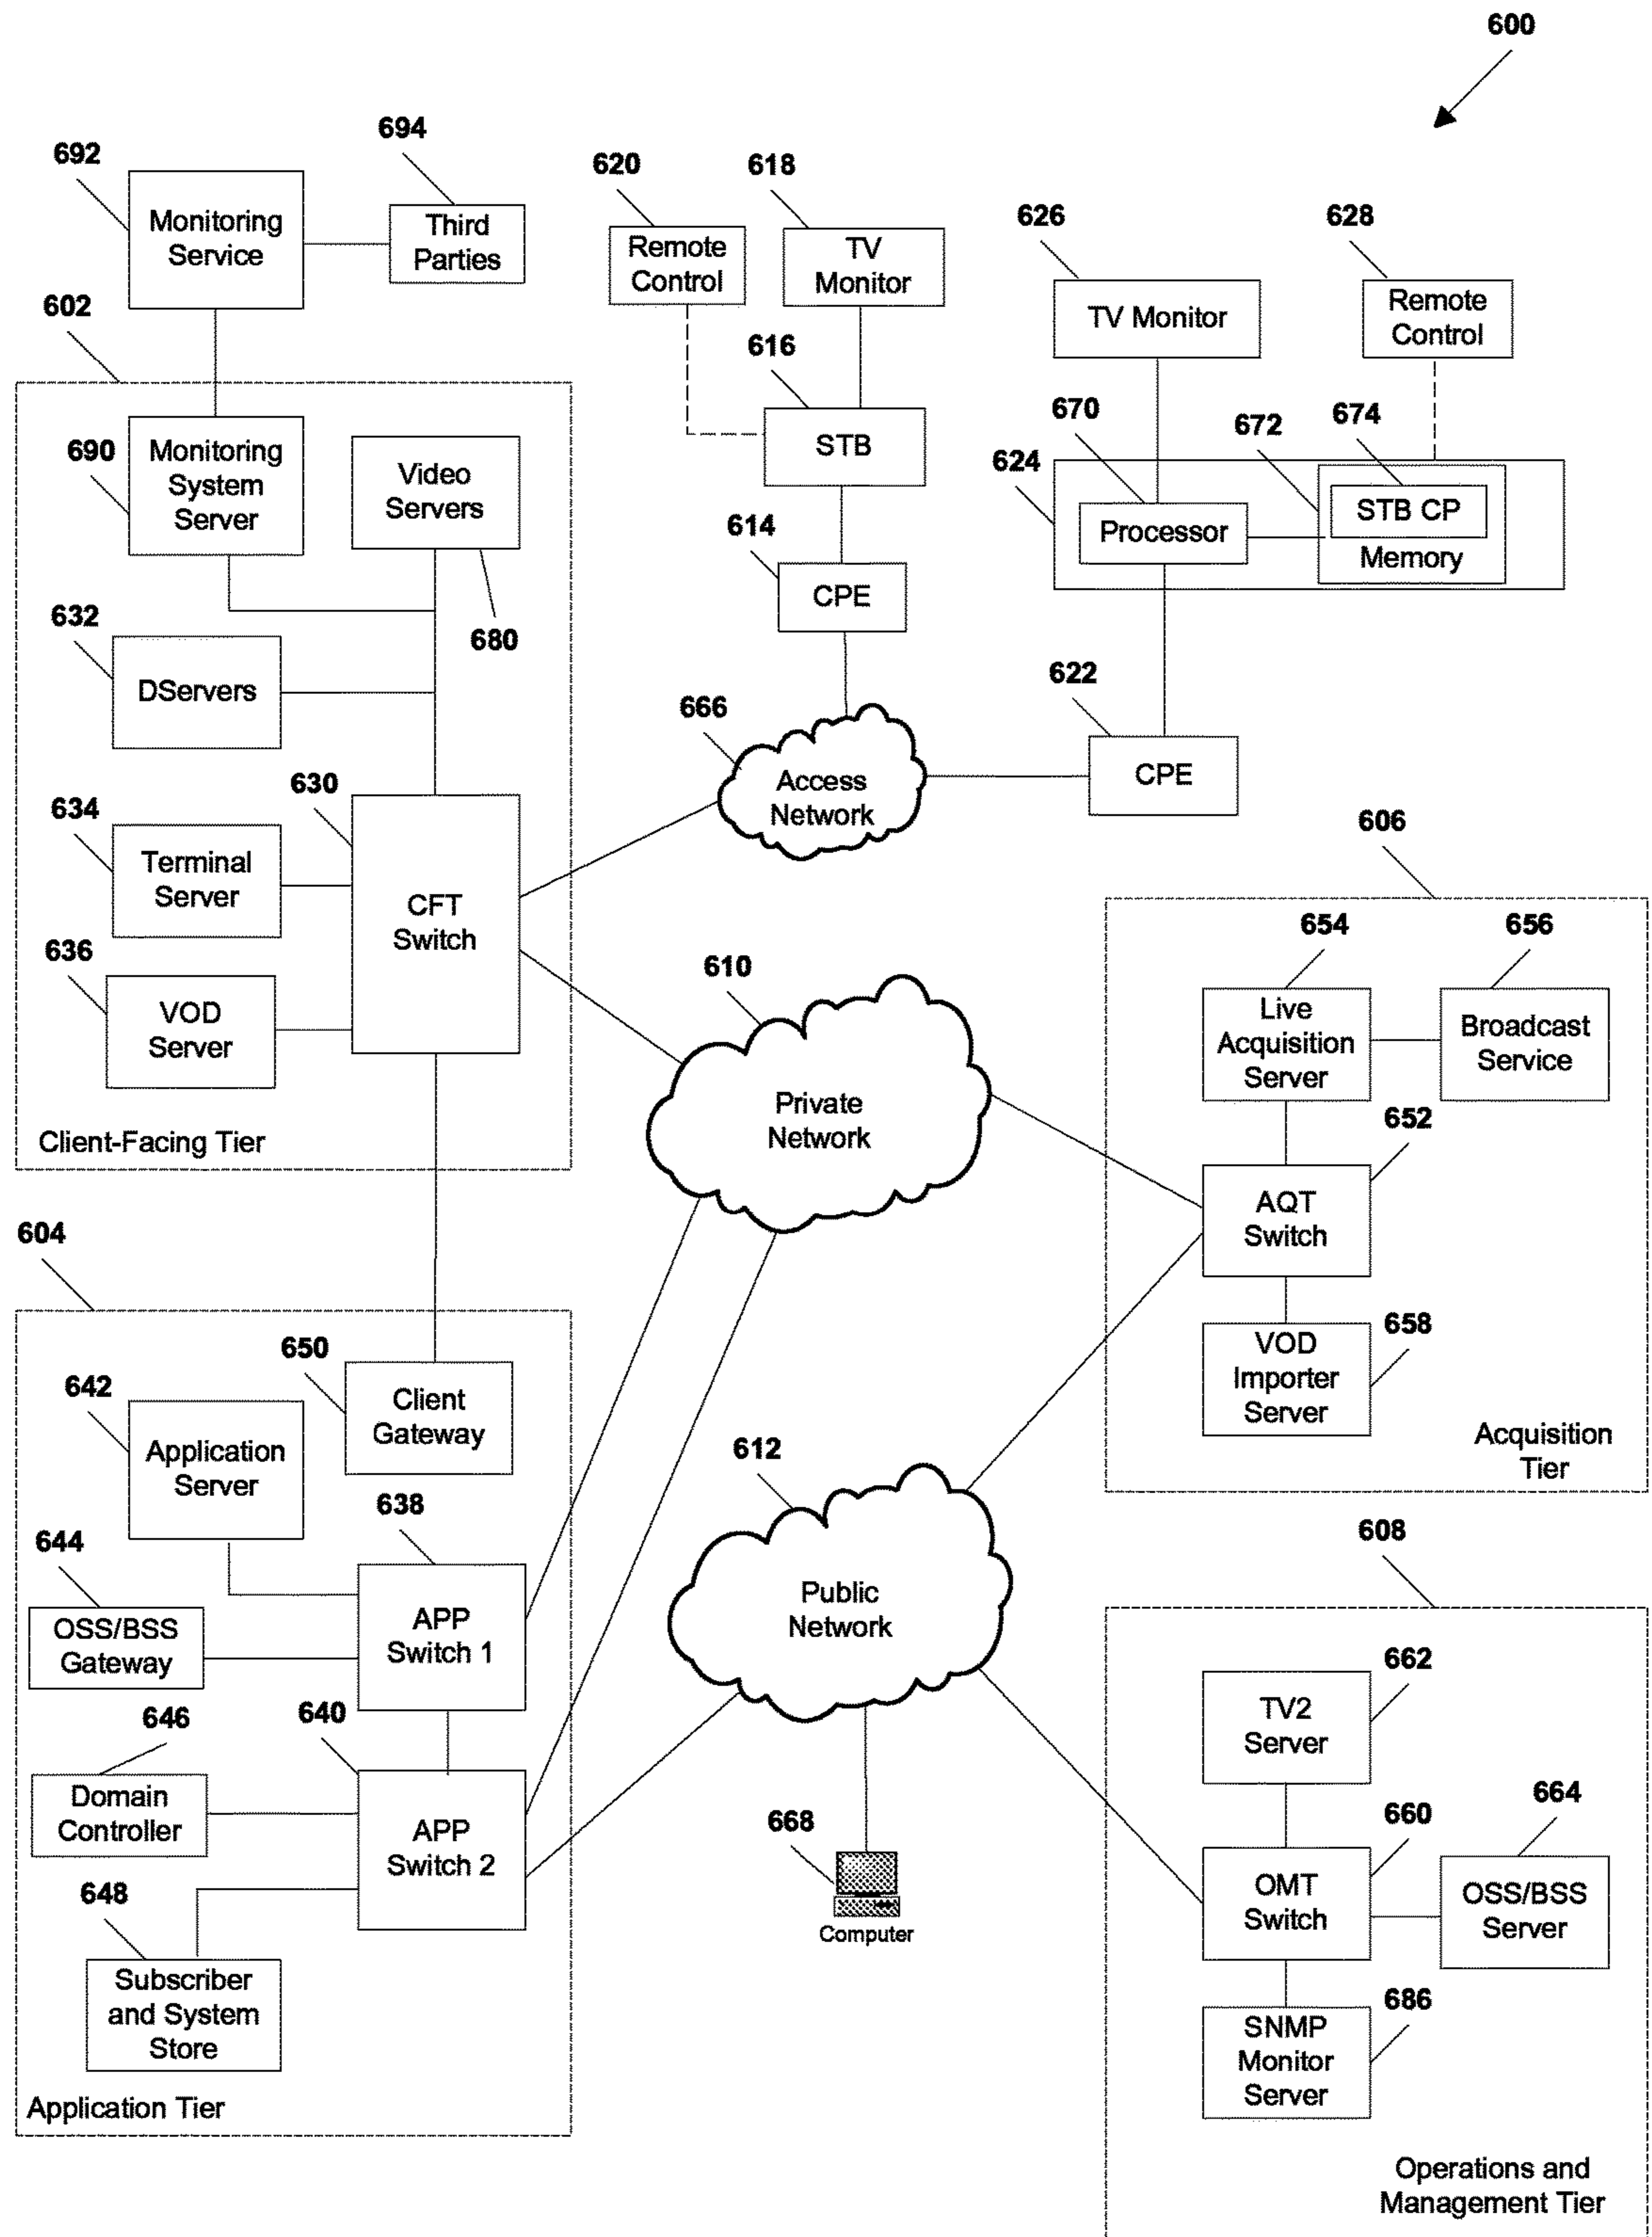 600
692
694
620
618
626
628
Monitoring
Service
Third
Parties
Remote
Control
TV
Monitor
TV Monitor
Remote
Control
602
616
670
672
674
624
STB
690
Monitoring
System
Server
Video
Servers
STB CP
Processor
Memory
614
CPE
632
680
DServers
622
666
CPE
Access
Network
630
634
Terminal
Server
606
CFT
Switch
636
VOD
Server
610
654
656
Live
Acquisition
Server
Broadcast
Service
Private
Network
652
Client-Facing Tier
AQT
Switch
604
650
658
VOD
Importer
Server
642
Client
Gateway
Application
Server
612
Acquisition
Tier
638
644
608
APP
Switch 1
OSS/BSS
Gateway
Public
Network
662
TV2
Server
646
640
Domain
Controller
APP
Switch 2
668
660
664
648
OMT
Switch
OSS/BSS
Server
Computer
Subscriber
and System
Store
686
SNMP
Monitor
Server
Application Tier
Operations and
Management Tier